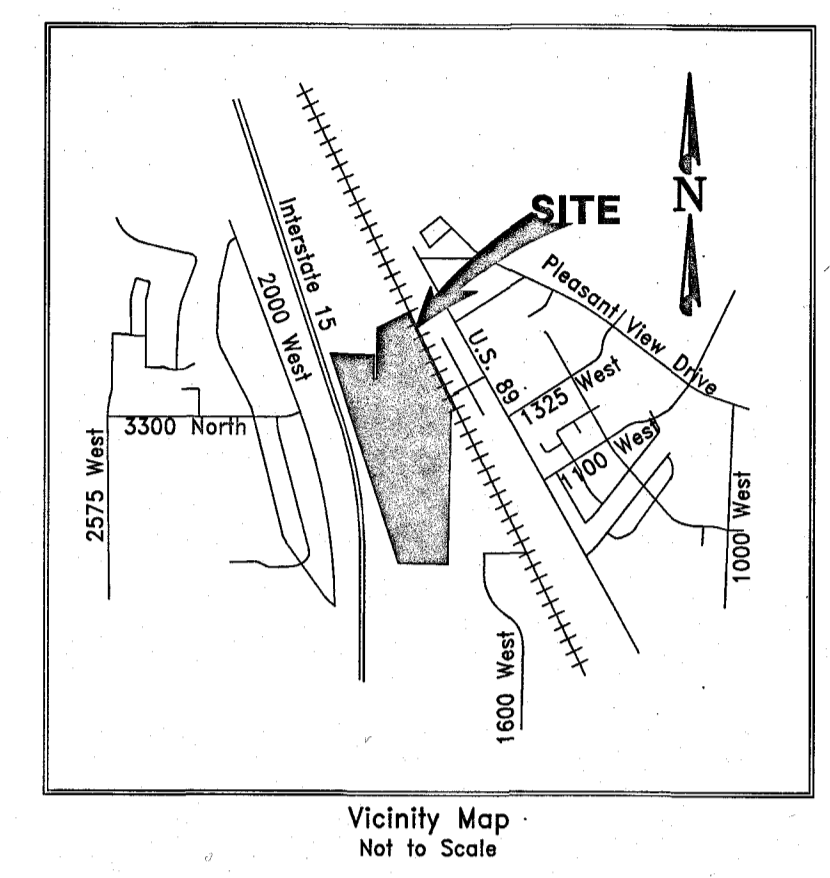 SITE
N
Interstate 15
2000 West
Pleasant View Drive
U.S. 89
1325 West
3300 North
1100 West
2575 West
1000 West
1600 West
Vicinity Map
Not to Scale